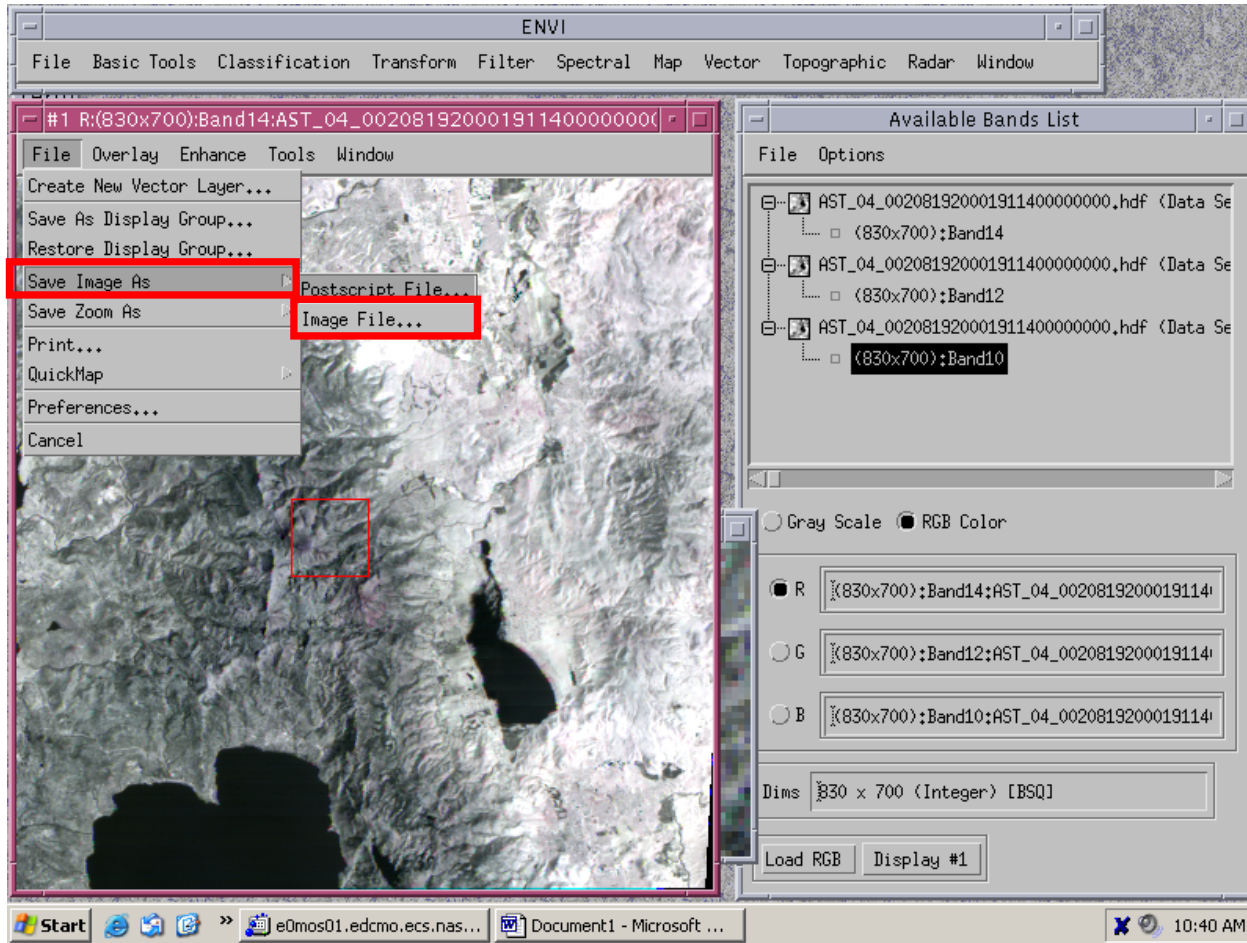 ENVI
File Basic Tools Classification Transform Filter Spectral Map Vector Topographic Radar Window
#1 R:(830x700):Band14:AST_04_0020819200019114000000000(
File Overlay Enhance Tools Window
Create New Vector Layer...
Save As Display Group...
Restore Display Group...
Save Image As
Save Zoom As
Print...
QuickMap
Preferences...
Cancel
Postscript File...
Image File...
Available Bands List
File Options
AST_04_0020819200019114000000000.hdf (Data Se
(830x700):Band14
AST_04_0020819200019114000000000.hdf (Data Se
(830x700):Band12
AST_04_0020819200019114000000000.hdf (Data Se
(830x700):Band10
Gray Scale RGB Color
R (830x700):Band14:AST_04_0020819200019114
G (830x700):Band12:AST_04_0020819200019114
B (830x700):Band10:AST_04_0020819200019114
Dims 830 x 700 (Integer) [BSQ]
Load RGB Display #1
Start » e0mos01.edcmo.ecs.nas... Document1 - Microsoft ... 10:40 AM